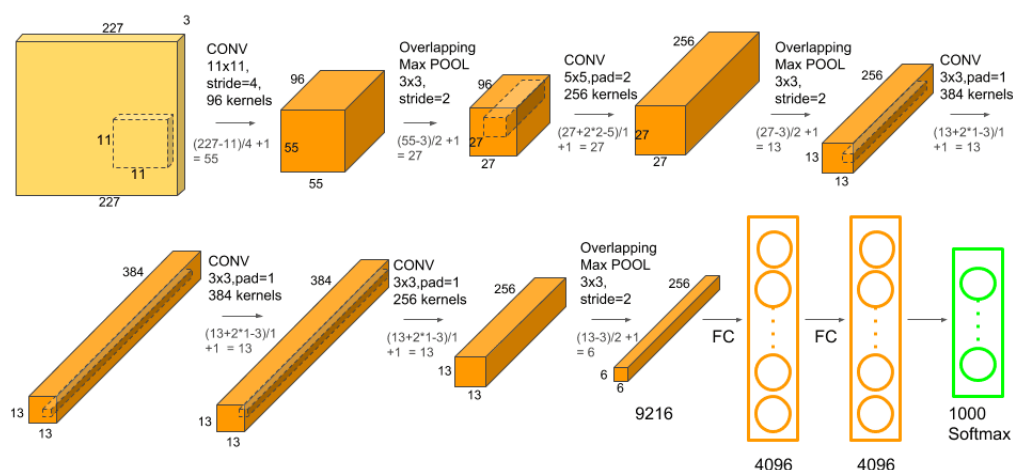 227
3
11
11
227
CONV
11x11,
stride=4,
96 kernels
(227-11)/4 +1
= 55
96
55
55
Overlapping
Max POOL
3x3,
stride=2
(55-3)/2 +1
= 27
96
27
27
CONV
5x5,pad=2
256 kernels
(27+2*2-5)/1
+1 = 27
256
27
27
Overlapping
Max POOL
3x3,
stride=2
(27-3)/2 +1
= 13
256
13
13
CONV
3x3,pad=1
384 kernels
(13+2*1-3)/1
+1 = 13
384
13
13
CONV
3x3,pad=1
384 kernels
(13+2*1-3)/1
+1 = 13
384
13
13
CONV
3x3,pad=1
256 kernels
(13+2*1-3)/1
+1 = 13
256
13
13
Overlapping
Max POOL
3x3,
stride=2
(13-3)/2 +1
= 6
256
6
6
9216
FC
4096
FC
4096
1000
Softmax